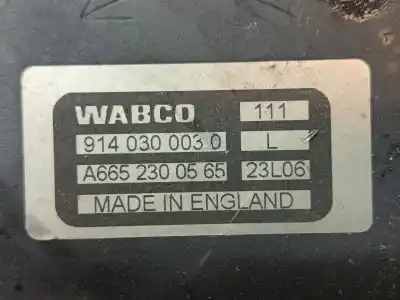 WABCO 111
914 030 003 0 L
A665 230 05 65 23L06
MADE IN ENGLAND